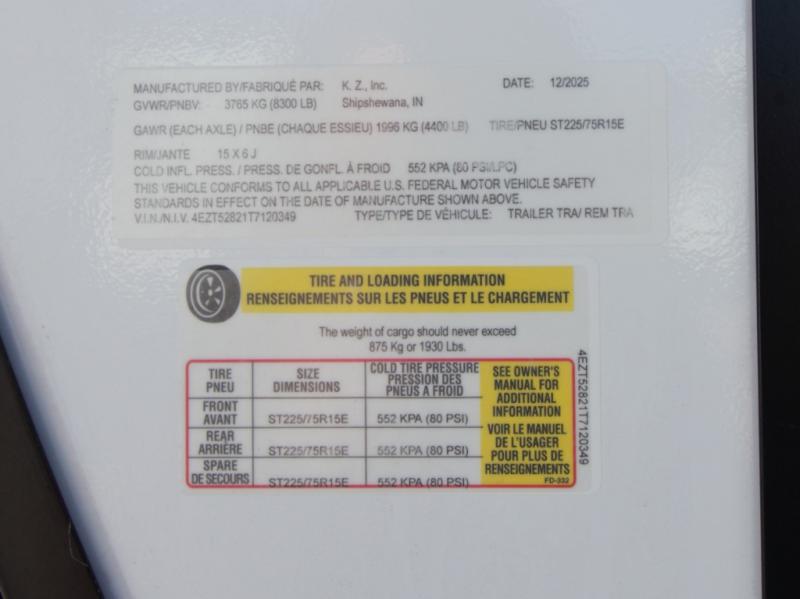 MANUFACTURED BY/FABRIQUÉ PAR: K. Z., Inc. DATE: 12/2025
GVWR/PNBV: 3765 KG (8300 LB) Shipshewana, IN
GAWR (EACH AXLE) / PNBE (CHAQUE ESSIEU) 1996 KG (4400 LB) TIRE/PNEU ST225/75R15E
RIM/JANTE 15 X 6 J
COLD INFL. PRESS. / PRESS. DE GONFL. À FROID 552 KPA (80 PSI/LPC)
THIS VEHICLE CONFORMS TO ALL APPLICABLE U.S. FEDERAL MOTOR VEHICLE SAFETY
STANDARDS IN EFFECT ON THE DATE OF MANUFACTURE SHOWN ABOVE.
V.I.N./N.I.V. 4EZT52821T7120349 TYPE/TYPE DE VÉHICULE: TRAILER TRA/ REM TRA
TIRE AND LOADING INFORMATION
RENSEIGNEMENTS SUR LES PNEUS ET LE CHARGEMENT
The weight of cargo should never exceed
875 Kg or 1930 Lbs.
TIRE
PNEU
SIZE
DIMENSIONS
COLD TIRE PRESSURE
PRESSION DES
PNEUS A FROID
FRONT
AVANT
ST225/75R15E
552 KPA (80 PSI)
REAR
ARRIÈRE
ST225/75R15E
552 KPA (80 PSI)
SPARE
DE SECOURS
ST225/75R15E
552 KPA (80 PSI)
SEE OWNER'S
MANUAL FOR
ADDITIONAL
INFORMATION
VOIR LE MANUEL
DE L'USAGER
POUR PLUS DE
RENSEIGNEMENTS
FD-332
4EZT52821T7120349